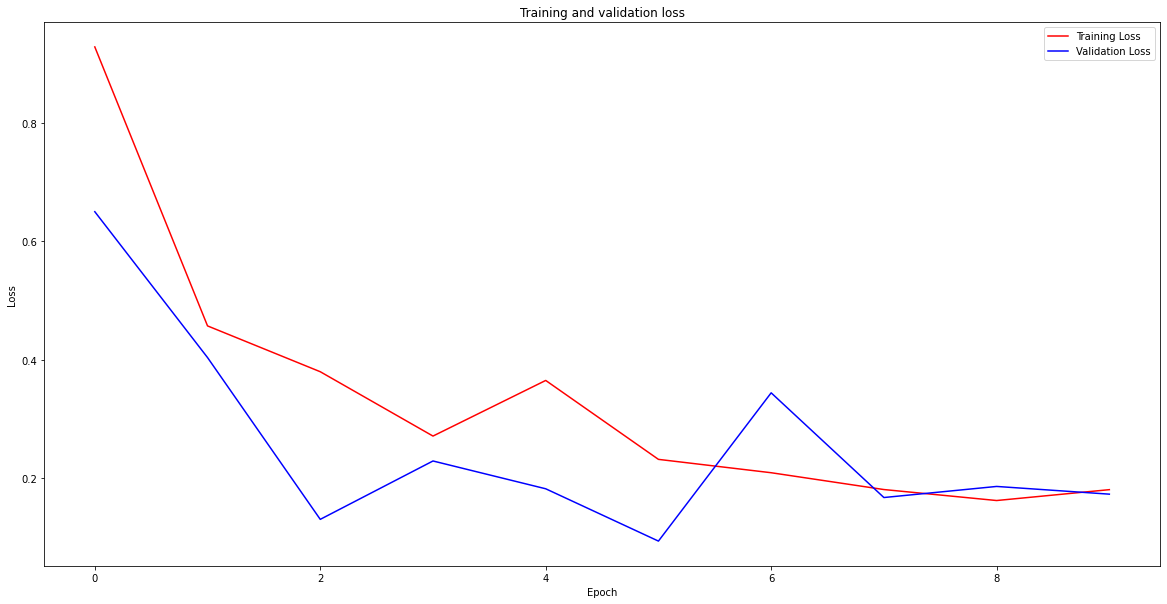 Training and validation loss
Training Loss
Validation Loss
0.8
0.6
Loss
0.4
0.2
0 2 4 6 8
Epoch